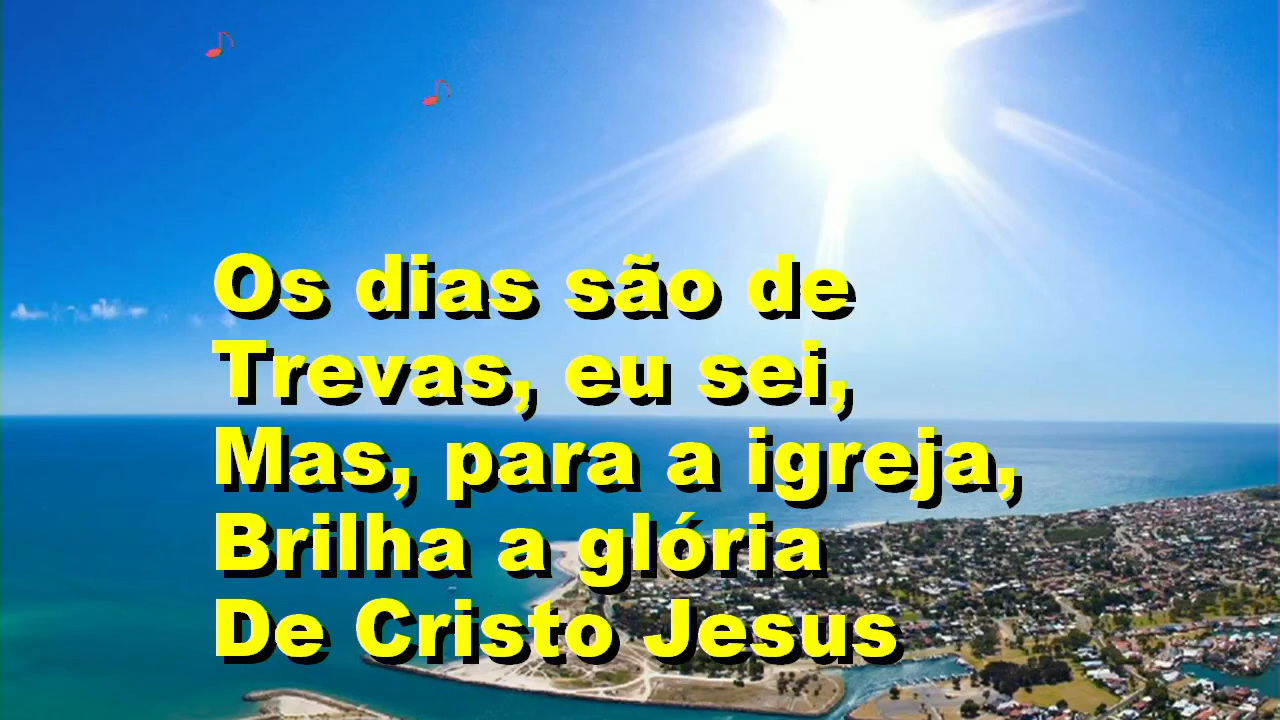 Os dias são de
Trevas, eu sei,
Mas, para a igreja,
Brilha a glória
De Cristo Jesus